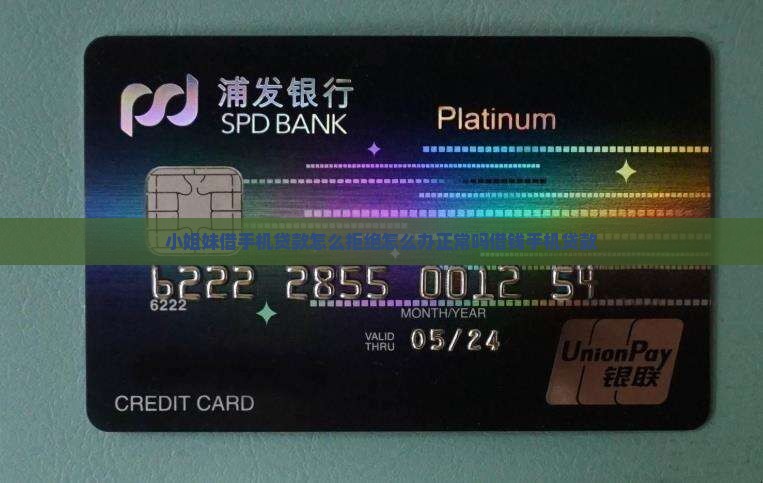 浦发银行
SPD BANK
Platinum
小姐妹借手机贷款怎么拒绝怎么办正常吗借钱手机贷款
6222 2855 0012 54
6222
MONTH/YEAR
VALID THRU 05/24
UnionPay
银联
CREDIT CARD